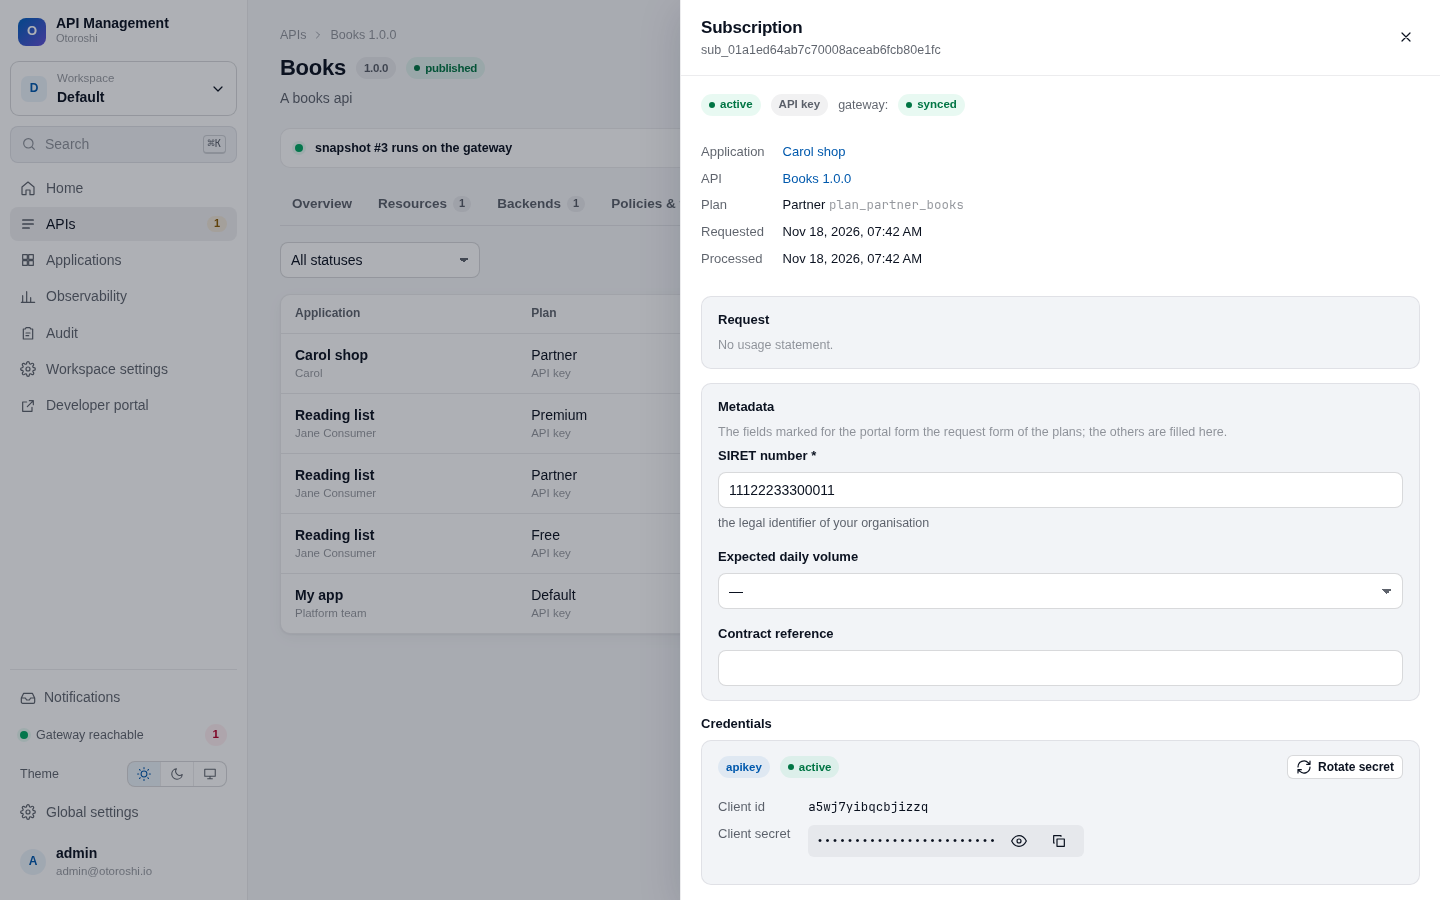 O
API Management
Otoroshi
D
Workspace
Default
Search
⌘K
Home
APIs
1
Applications
Observability
Audit
Workspace settings
Developer portal
Notifications
Gateway reachable
1
Theme
Global settings
A
admin
admin@otoroshi.io
APIs
Books 1.0.0
Books
1.0.0
published
A books api
snapshot #3 runs on the gateway
Overview
Resources
1
Backends
1
Policies &
All statuses
Application
Plan
Carol shop
Partner
Carol
API key
Reading list
Premium
Jane Consumer
API key
Reading list
Partner
Jane Consumer
API key
Reading list
Free
Jane Consumer
API key
My app
Default
Platform team
API key
Subscription
sub_01a1ed64ab7c70008aceab6fcb80e1fc
active
API key
gateway:
synced
Application
Carol shop
API
Books 1.0.0
Plan
Partner plan_partner_books
Requested
Nov 18, 2026, 07:42 AM
Processed
Nov 18, 2026, 07:42 AM
Request
No usage statement.
Metadata
The fields marked for the portal form the request form of the plans; the others are filled here.
SIRET number *
11122233300011
the legal identifier of your organisation
Expected daily volume
—
Contract reference
Credentials
apikey
active
Rotate secret
Client id
a5wj7yibqcbjizzq
Client secret
••••••••••••••••••••••••